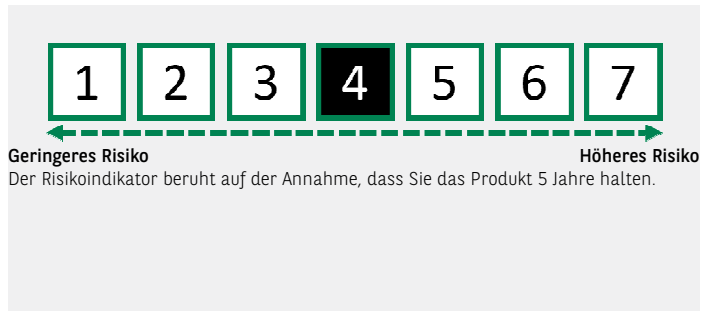 1 2 3 4 5 6 7
Geringeres Risiko Höheres Risiko
Der Risikoindikator beruht auf der Annahme, dass Sie das Produkt 5 Jahre halten.